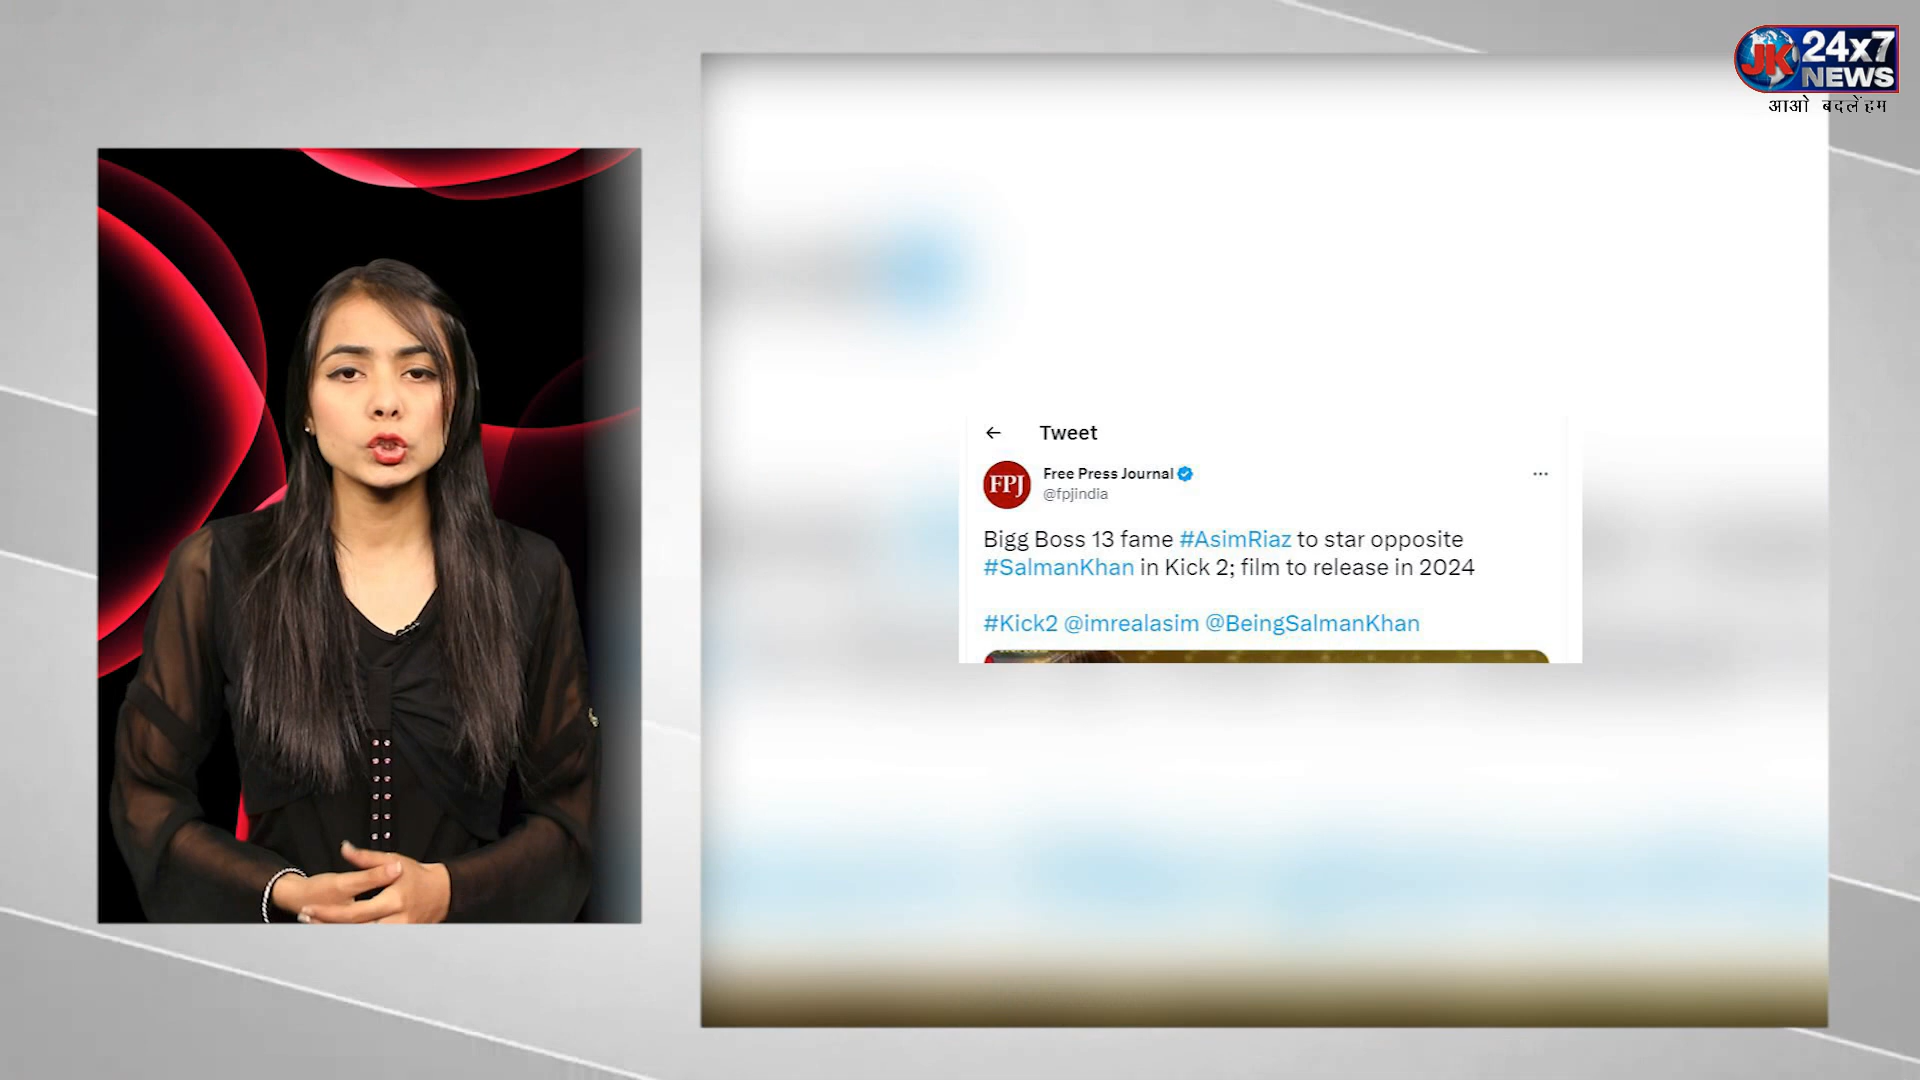 JK 24x7
NEWS
आओ बदलें हम
← Tweet
FPJ
Free Press Journal
@fpjindia
Bigg Boss 13 fame #AsimRiaz to star opposite
#SalmanKhan in Kick 2; film to release in 2024
#Kick2 @imrealasim @BeingSalmanKhan